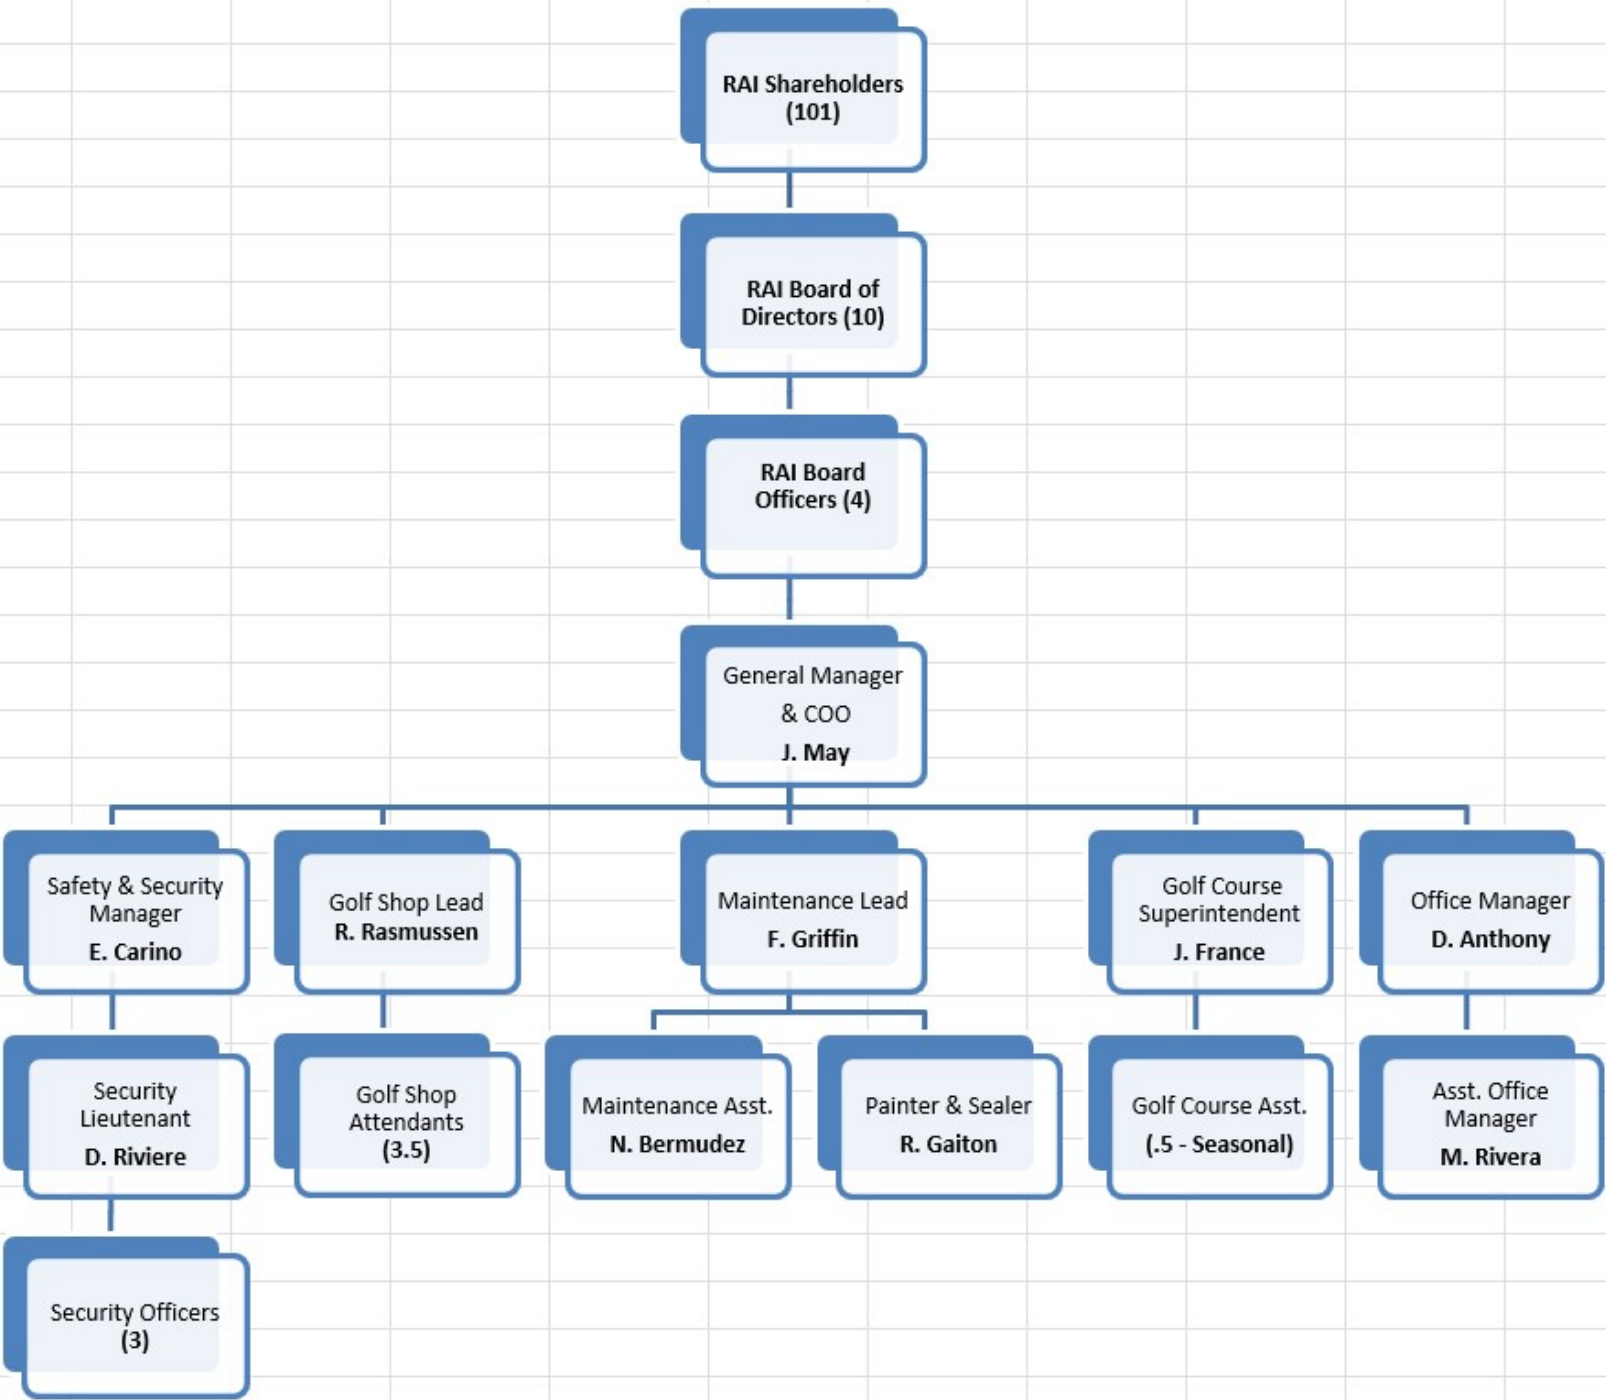 RAI Shareholders
(101)
RAI Board of
Directors (10)
RAI Board
Officers (4)
General Manager
& COO
J. May
Safety & Security
Manager
E. Carino
Golf Shop Lead
R. Rasmussen
Maintenance Lead
F. Griffin
Golf Course
Superintendent
J. France
Office Manager
D. Anthony
Security
Lieutenant
D. Riviere
Golf Shop
Attendants
(3.5)
Maintenance Asst.
N. Bermudez
Painter & Sealer
R. Gaiton
Golf Course Asst.
(.5 - Seasonal)
Asst. Office
Manager
M. Rivera
Security Officers
(3)